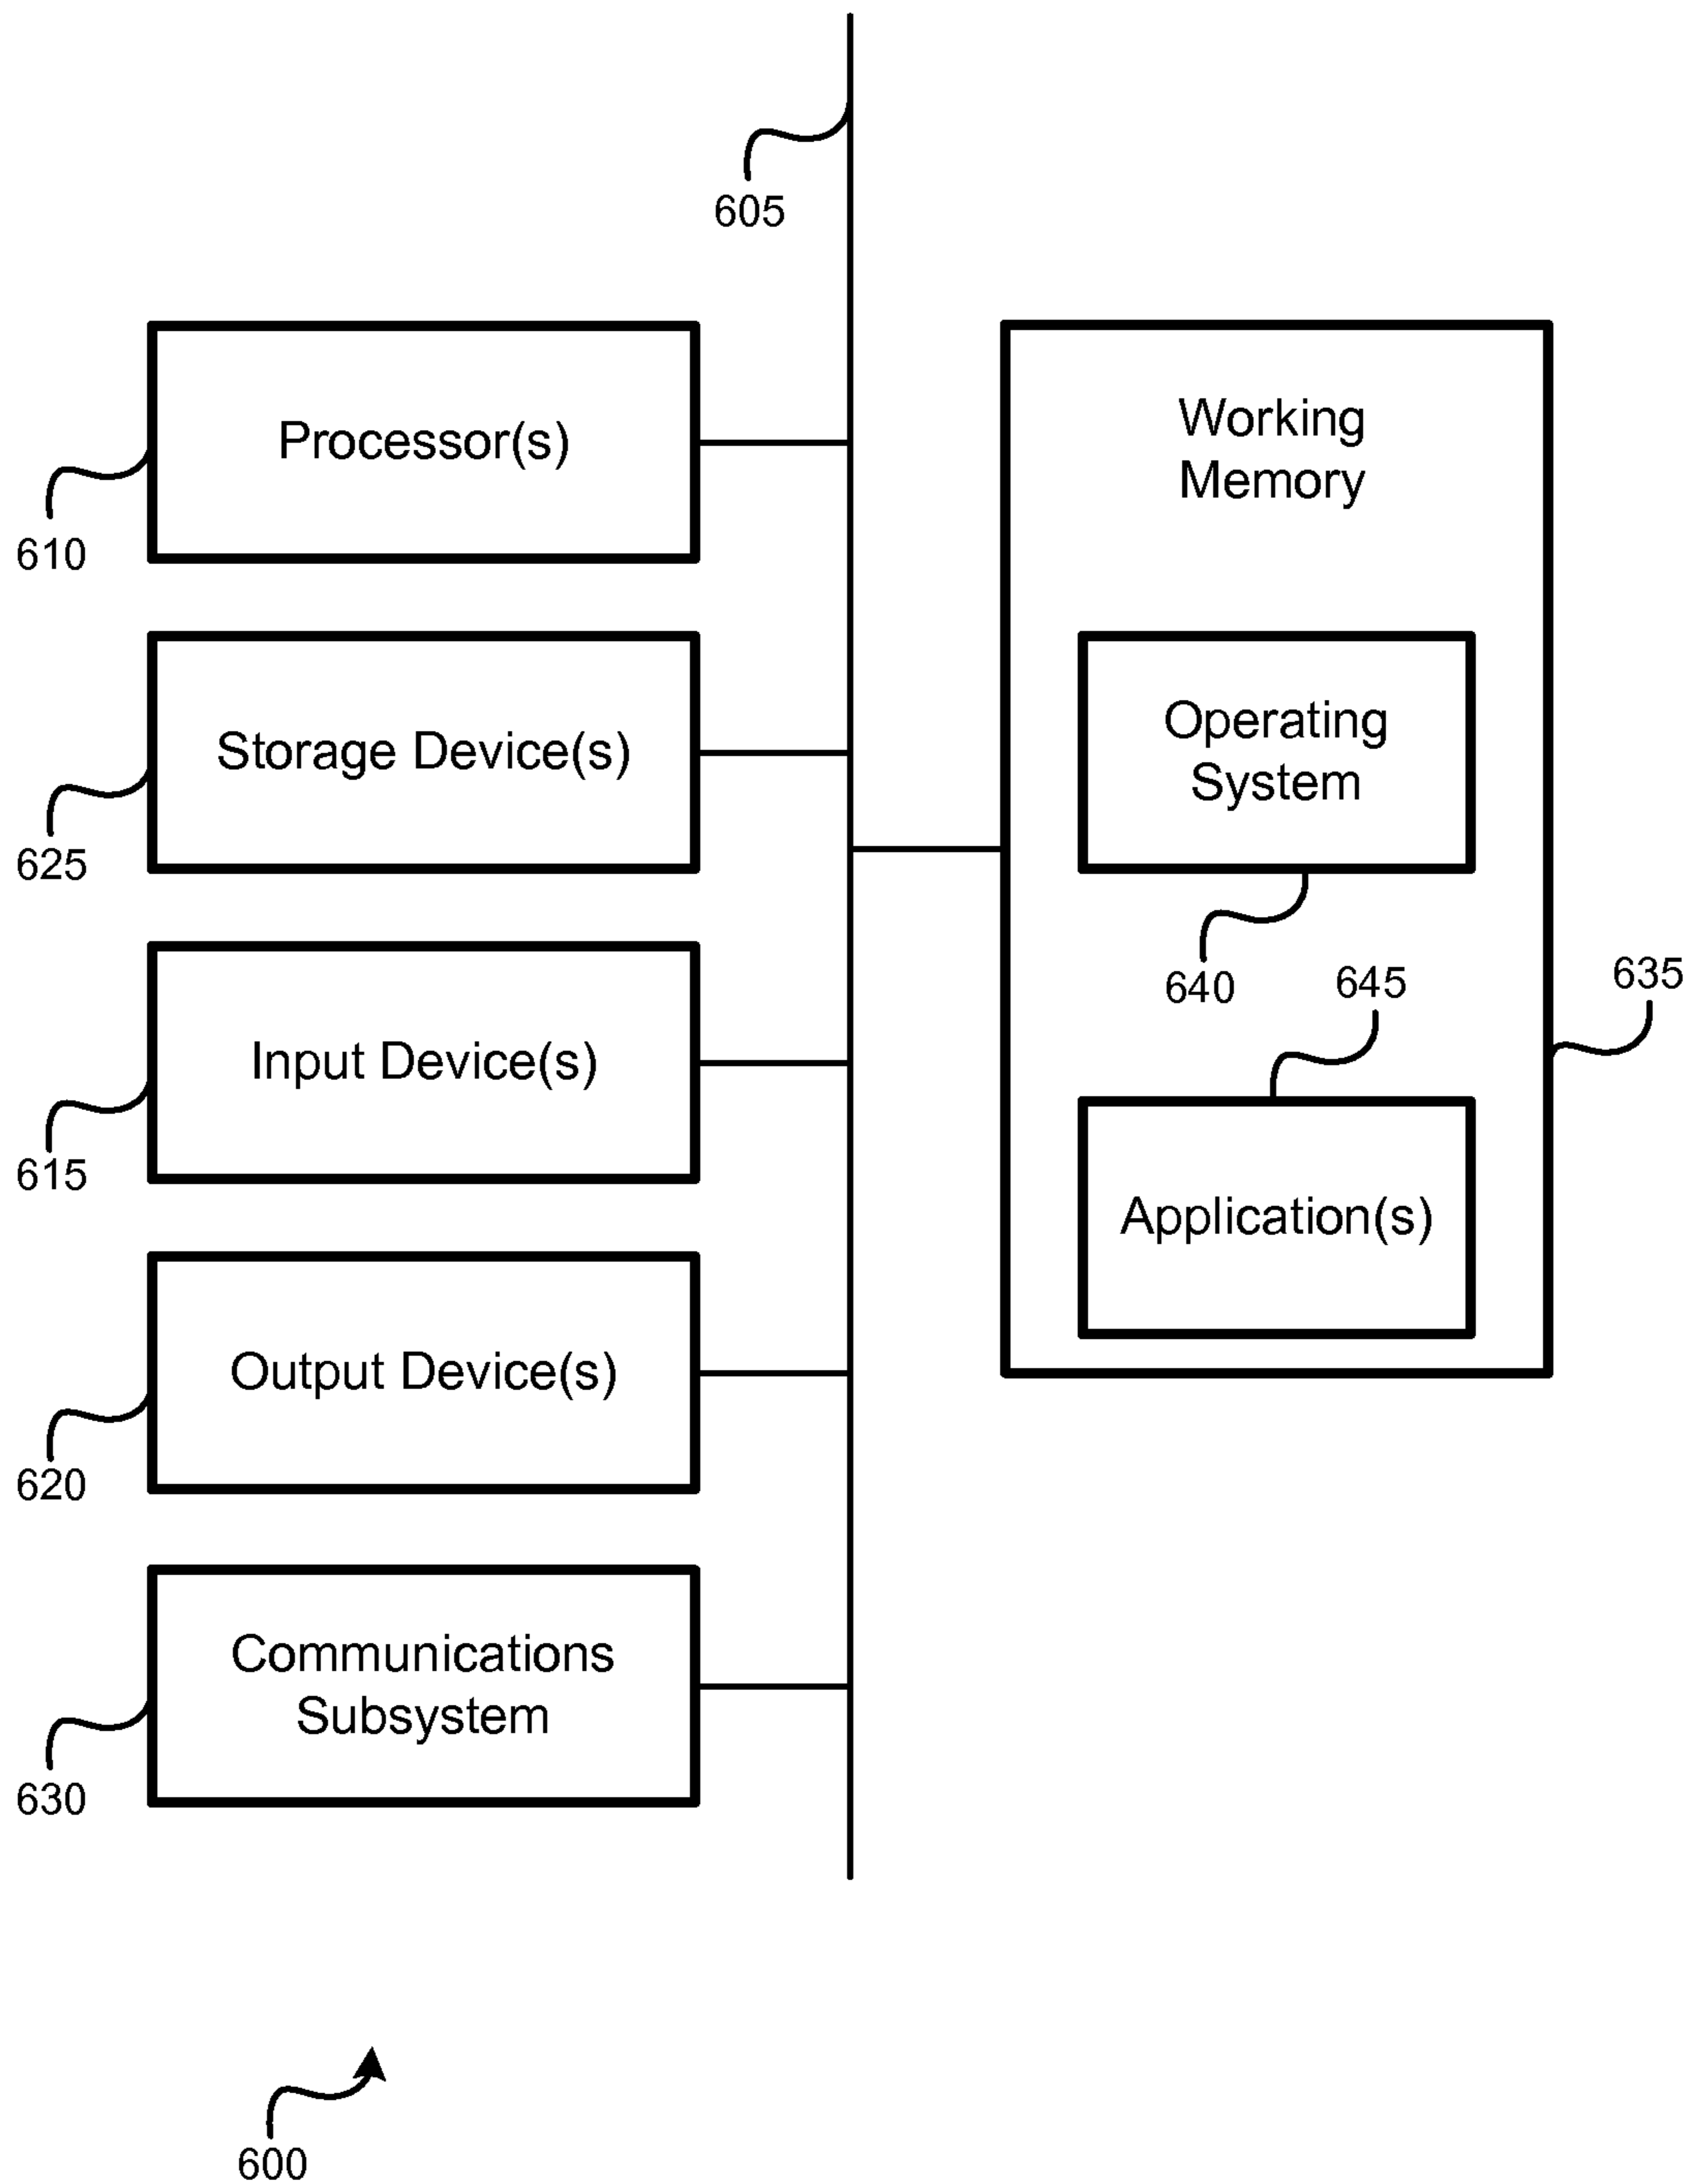 605
Processor(s)
610
Storage Device(s)
625
Input Device(s)
615
Output Device(s)
620
Communications
Subsystem
630
Working
Memory
Operating
System
640
645
635
Application(s)
600